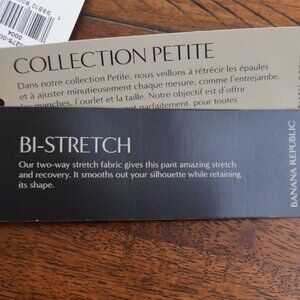 COLLECTION PETITE
Dans notre collection Petite, nous veillons à rétrécir les épaules
et à ajuster minutieusement chaque mesure, comme l'entrejambe,
les manches, l'ourlet et la taille. Notre objectif est d'offrir
parfaitement, pour toutes
BI-STRETCH
Our two-way stretch fabric gives this pant amazing stretch
and recovery. It smooths out your silhouette while retaining
its shape.
BANANA REPUBLIC
0004